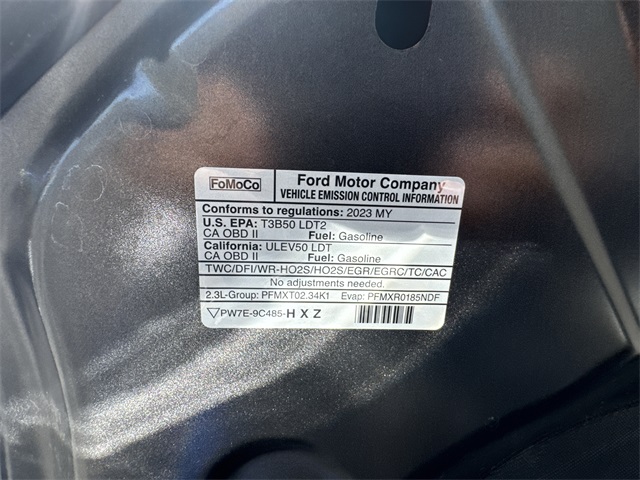 FoMoCo
Ford Motor Company
VEHICLE EMISSION CONTROL INFORMATION
Conforms to regulations: 2023 MY
U.S. EPA: T3B50 LDT2
CA OBD II Fuel: Gasoline
California: ULEV50 LDT
CA OBD II Fuel: Gasoline
TWC/DFI/WR-HO2S/HO2S/EGR/EGRC/TC/CAC
No adjustments needed.
2.3L-Group: PFMXT02.34K1 Evap: PFMXR0185NDF
PW7E-9C485-H X Z